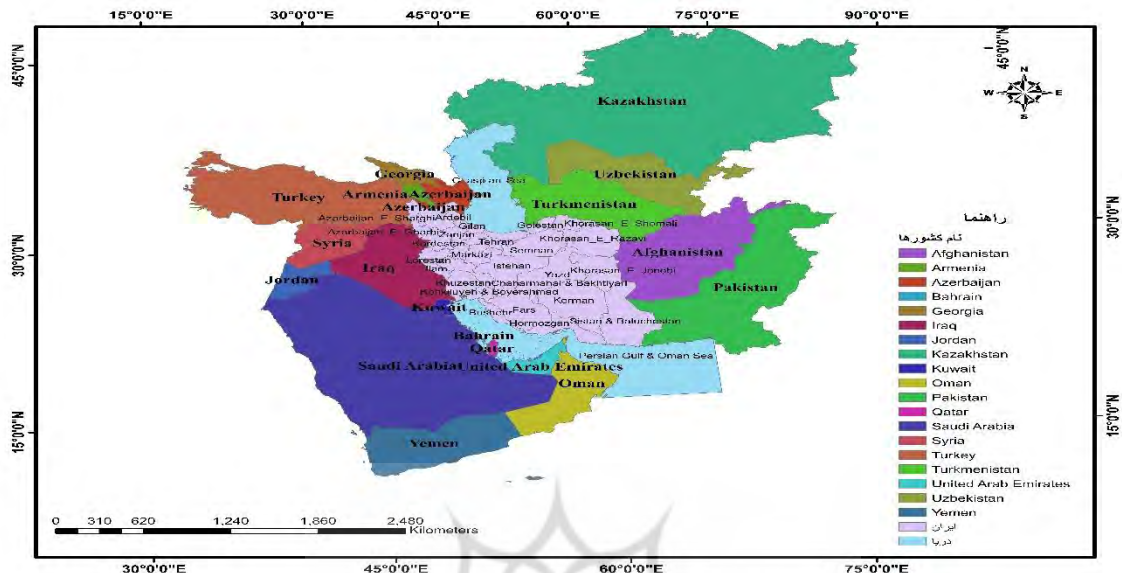 15°0'0"E 30°0'0"E 45°0'0"E 60°0'0"E 75°0'0"E 90°0'0"E
45°0'0"N
45°0'0"N
N
W E
S
Kazakhstan
Georgia
Caspian Sea
Uzbekistan
Turkey
Armenia
Azerbaijan
Turkmenistan
Azerbaijan
Azerbaijan_E_Sharghi
Ardebil
30°0'0"N
Gilan
Golestan
Khorasan_E_Shomali
Zanjan
Tehran
Khorasan_E_Razavi
Syria
Kordestan
Semnan
Markazi
Afghanistan
30°0'0"N
Lorestan
Ilam
Isfehan
Yazd
Khorasan_E_Jonobi
Iraq
Jordan
Khuzestan
Chaharmahal & Bakhtiyari
Pakistan
Kohgiluyeh & Boyerahmad
Kerman
Kuwait
Bushehr
Fars
Hormozgan
Sistan & Baluchestan
Bahrain
Qatar
Persian Gulf & Oman Sea
Saudi Arabia
United Arab Emirates
Oman
15°0'0"N
15°0'0"N
Yemen
راهنما
نام کشورها
Afghanistan
Armenia
Azerbaijan
Bahrain
Georgia
Iraq
Jordan
Kazakhstan
Kuwait
Oman
Pakistan
Qatar
Saudi Arabia
Syria
Turkey
Turkmenistan
United Arab Emirates
Uzbekistan
Yemen
ایران
دریا
0 310 620 1,240 1,860 2,480
Kilometers
30°0'0"E 45°0'0"E 60°0'0"E 75°0'0"E